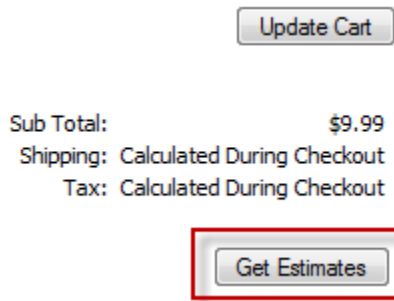 Update Cart
Sub Total: $9.99
Shipping: Calculated During Checkout
Tax: Calculated During Checkout
Get Estimates